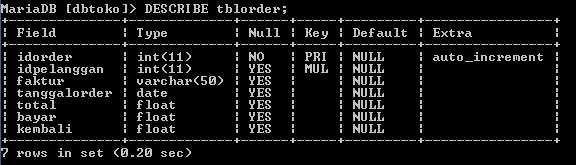 MariaDB [dbtoko]> DESCRIBE tblorder;
+--------------+-------------+------+-----+---------+----------------+
| Field        | Type        | Null | Key | Default | Extra          |
+--------------+-------------+------+-----+---------+----------------+
| idorder      | int(11)     | NO   | PRI | NULL    | auto_increment |
| idpelanggan  | int(11)     | YES  | MUL | NULL    |                |
| faktur       | varchar(50) | YES  |     | NULL    |                |
| tanggalorder | date        | YES  |     | NULL    |                |
| total        | float       | YES  |     | NULL    |                |
| bayar        | float       | YES  |     | NULL    |                |
| kembali      | float       | YES  |     | NULL    |                |
+--------------+-------------+------+-----+---------+----------------+
7 rows in set (0.20 sec)